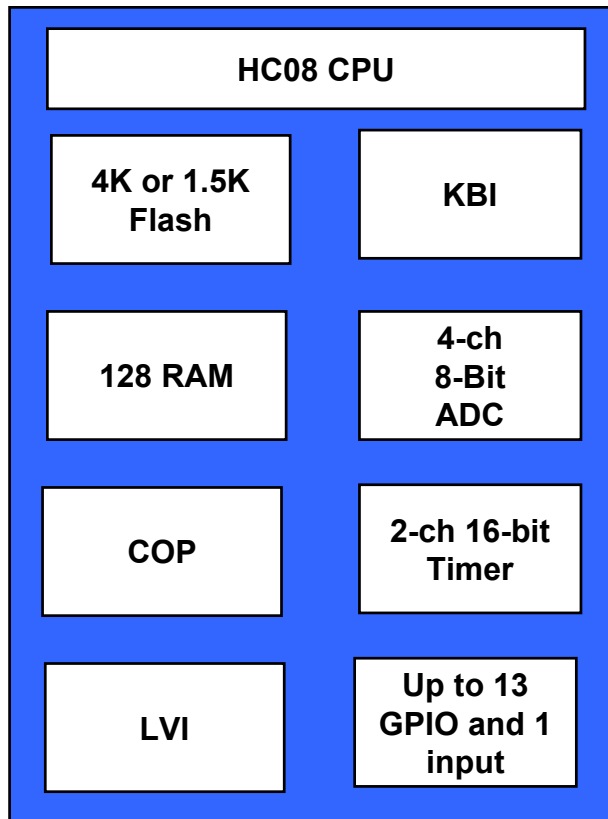 HC08 CPU
4K or 1.5K
Flash
KBI
128 RAM
4-ch
8-Bit
ADC
COP
2-ch 16-bit
Timer
LVI
Up to 13
GPIO and 1
input